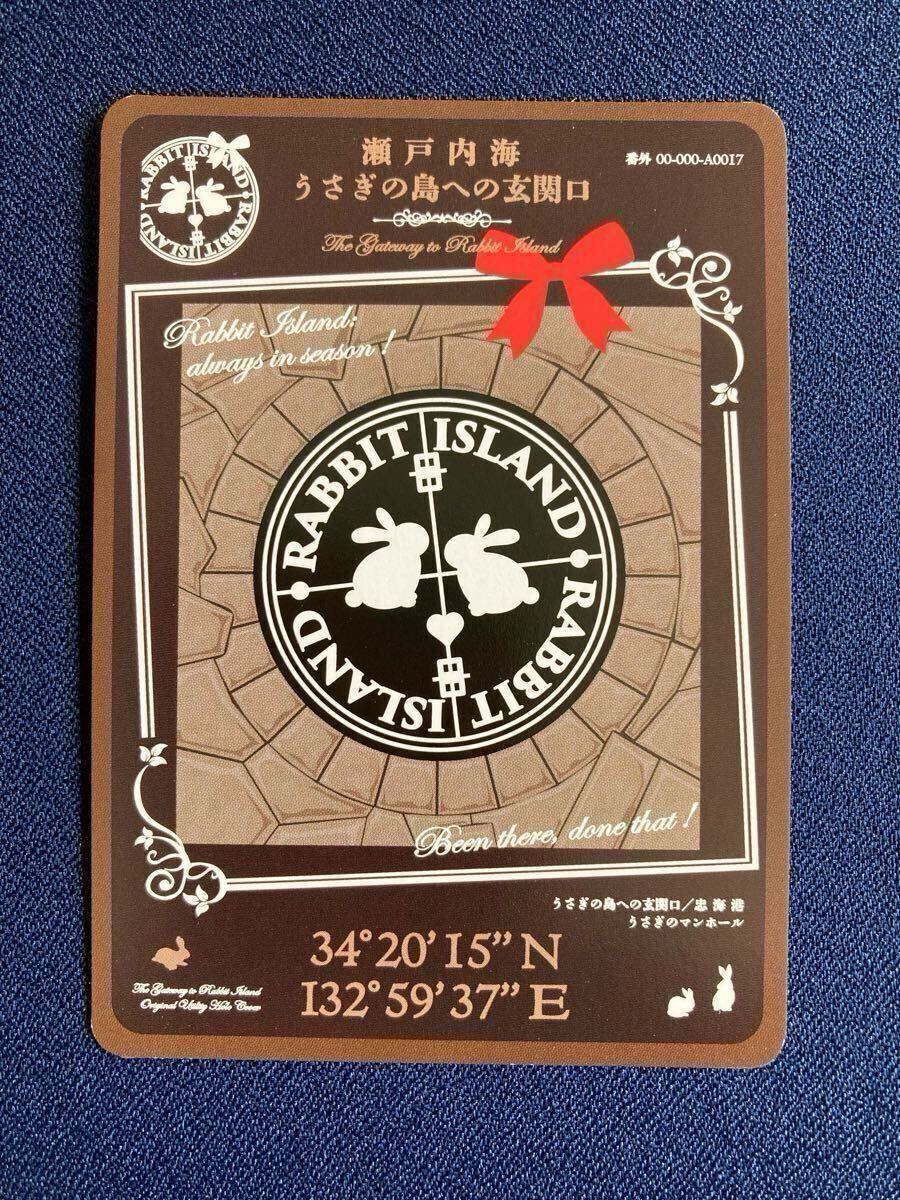 RABBIT ISLAND • RABBIT ISLAND •
瀬戸内海
うさぎの島への玄関口
The Gateway to Rabbit Island
番外 00-000-A0017
Rabbit Island:
always in season !
RABBIT ISLAND • RABBIT ISLAND •
Been there, done that !
うさぎの島への玄関口／忠海港
うさぎのマンホール
34°20'15"N
132°59'37"E
The Gateway to Rabbit Island
Original Utility Hole Cover